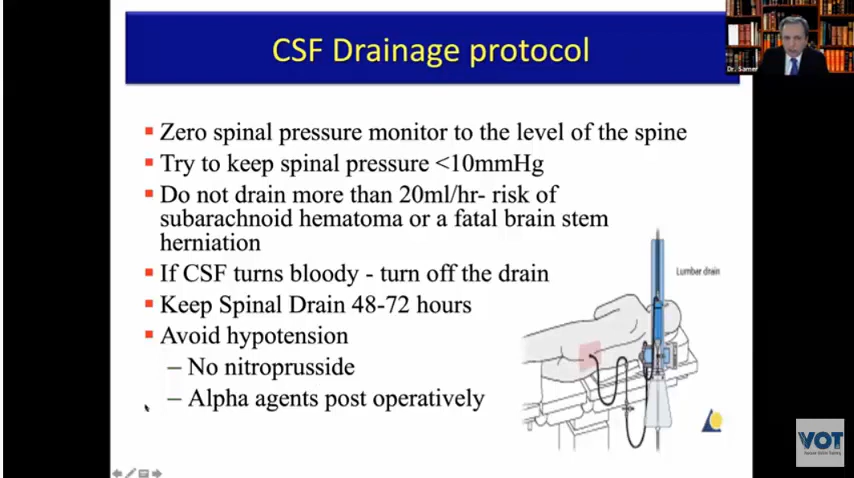 CSF Drainage protocol
Dr. Samer
▪ Zero spinal pressure monitor to the level of the spine
▪ Try to keep spinal pressure <10mmHg
▪ Do not drain more than 20ml/hr- risk of
subarachnoid hematoma or a fatal brain stem
herniation
▪ If CSF turns bloody - turn off the drain
▪ Keep Spinal Drain 48-72 hours
▪ Avoid hypotension
– No nitroprusside
– Alpha agents post operatively
Lumbar drain
VOT